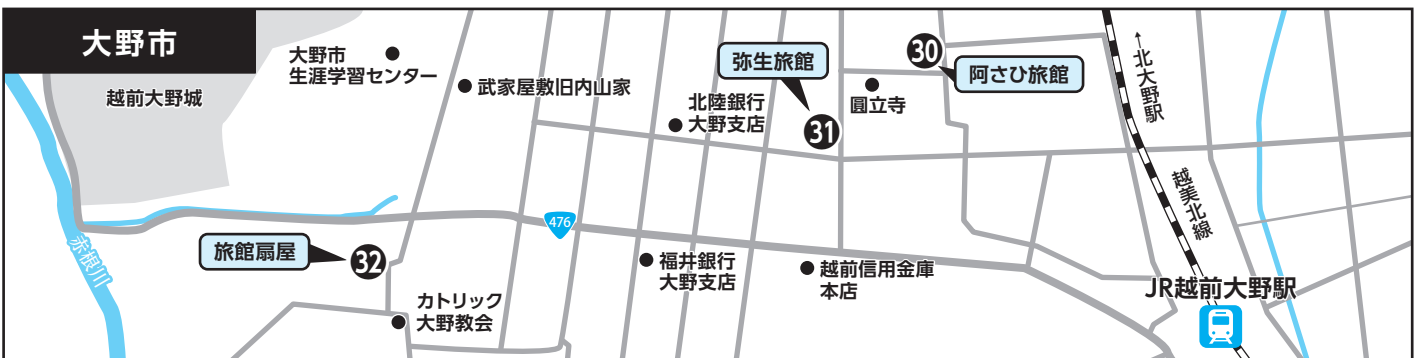 大野市
越前大野城
大野市
生涯学習センター
武家屋敷旧内山家
北陸銀行
大野支店
弥生旅館
31
圓立寺
30
阿さひ旅館
←北大野駅
越美北線
476
赤根川
旅館扇屋
32
カトリック
大野教会
福井銀行
大野支店
越前信用金庫
本店
JR越前大野駅